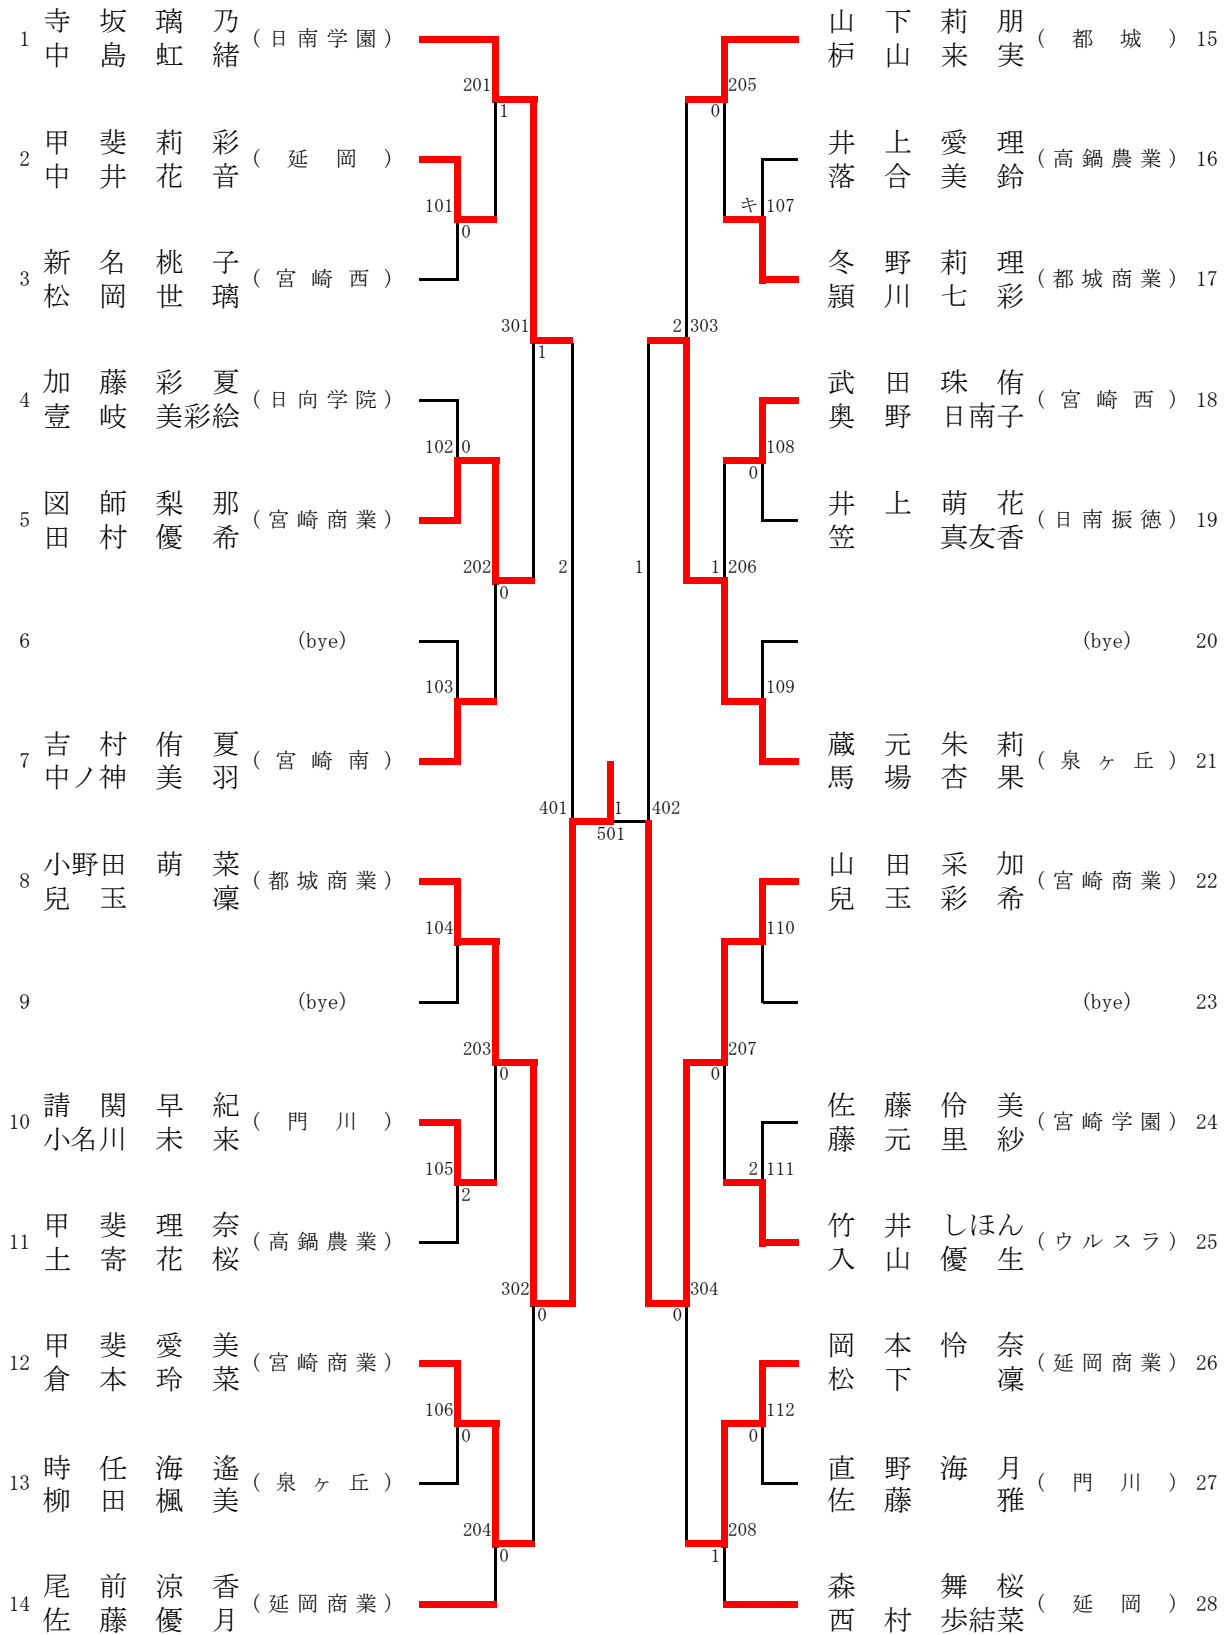 1 寺坂璃乃 (日南学園)
中島虹緒
201
1
2 甲斐莉彩 (延岡)
中井花音
101
0
3 新名桃子 (宮崎西)
松岡世璃
301
1
4 加藤彩夏 (日向学院)
壹岐美彩絵
102 0
5 図師梨那 (宮崎商業)
田村優希
202
0
2
6 (bye)
103
7 吉村侑夏 (宮崎南)
中ノ神美羽
401
8 小野田萌菜 (都城商業)
兒玉凜
104
9 (bye)
203
0
10 請関早紀 (門川)
小名川未来
105
2
11 甲斐理奈 (高鍋農業)
土寄花桜
302
0
12 甲斐愛美 (宮崎商業)
倉本玲菜
106
0
13 時任海遙 (泉ヶ丘)
柳田楓美
204
0
14 尾前涼香 (延岡商業)
佐藤優月
1
501
山下莉朋 (都城) 15
枦山来実
205
0
井上愛理 (高鍋農業) 16
落合美鈴
キ 107
冬野莉理 (都城商業) 17
頴川七彩
2 303
武田珠侑 (宮崎西) 18
奥野日南子
108
0
井上萌花 (日南振徳) 19
笠真友香
1
1 206
(bye) 20
109
蔵元朱莉 (泉ヶ丘) 21
馬場杏果
402
山田采加 (宮崎商業) 22
兒玉彩希
110
(bye) 23
207
0
佐藤伶美 (宮崎学園) 24
藤元里紗
2 111
竹井しほん (ウルスラ) 25
入山優生
304
0
岡本怜奈 (延岡商業) 26
松下凜
112
0
直野海月 (門川) 27
佐藤雅
208
1
森舞桜 (延岡) 28
西村歩結菜